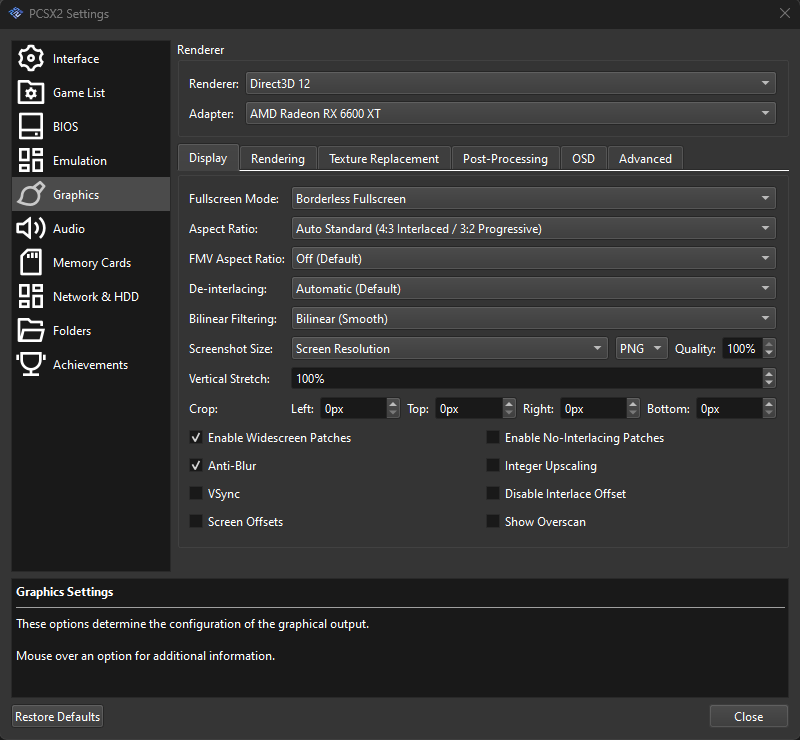 PCSX2 Settings
Interface
Game List
BIOS
Emulation
Graphics
Audio
Memory Cards
Network & HDD
Folders
Achievements
Renderer
Renderer: Direct3D 12
Adapter: AMD Radeon RX 6600 XT
Display Rendering Texture Replacement Post-Processing OSD Advanced
Fullscreen Mode: Borderless Fullscreen
Aspect Ratio: Auto Standard (4:3 Interlaced / 3:2 Progressive)
FMV Aspect Ratio: Off (Default)
De-interlacing: Automatic (Default)
Bilinear Filtering: Bilinear (Smooth)
Screenshot Size: Screen Resolution PNG Quality: 100%
Vertical Stretch: 100%
Crop: Left: 0px Top: 0px Right: 0px Bottom: 0px
Enable Widescreen Patches Enable No-Interlacing Patches
Anti-Blur Integer Upscaling
VSync Disable Interlace Offset
Screen Offsets Show Overscan
Graphics Settings
These options determine the configuration of the graphical output.
Mouse over an option for additional information.
Restore Defaults Close